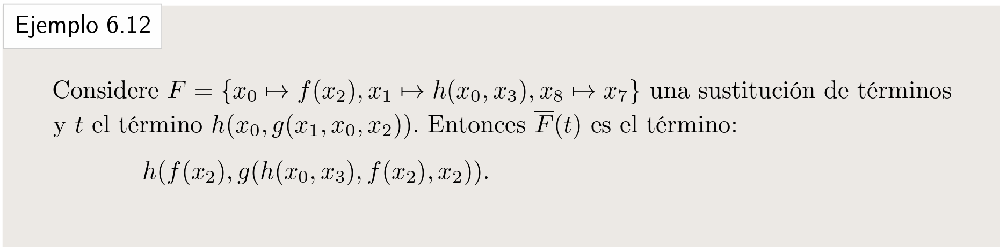 Ejemplo 6.12
Considere $F = \{x_0 \mapsto f(x_2), x_1 \mapsto h(x_0, x_3), x_8 \mapsto x_7\}$ una sustitución de términos
y $t$ el término $h(x_0, g(x_1, x_0, x_2))$. Entonces $\overline{F}(t)$ es el término:
$h(f(x_2), g(h(x_0, x_3), f(x_2), x_2)).$